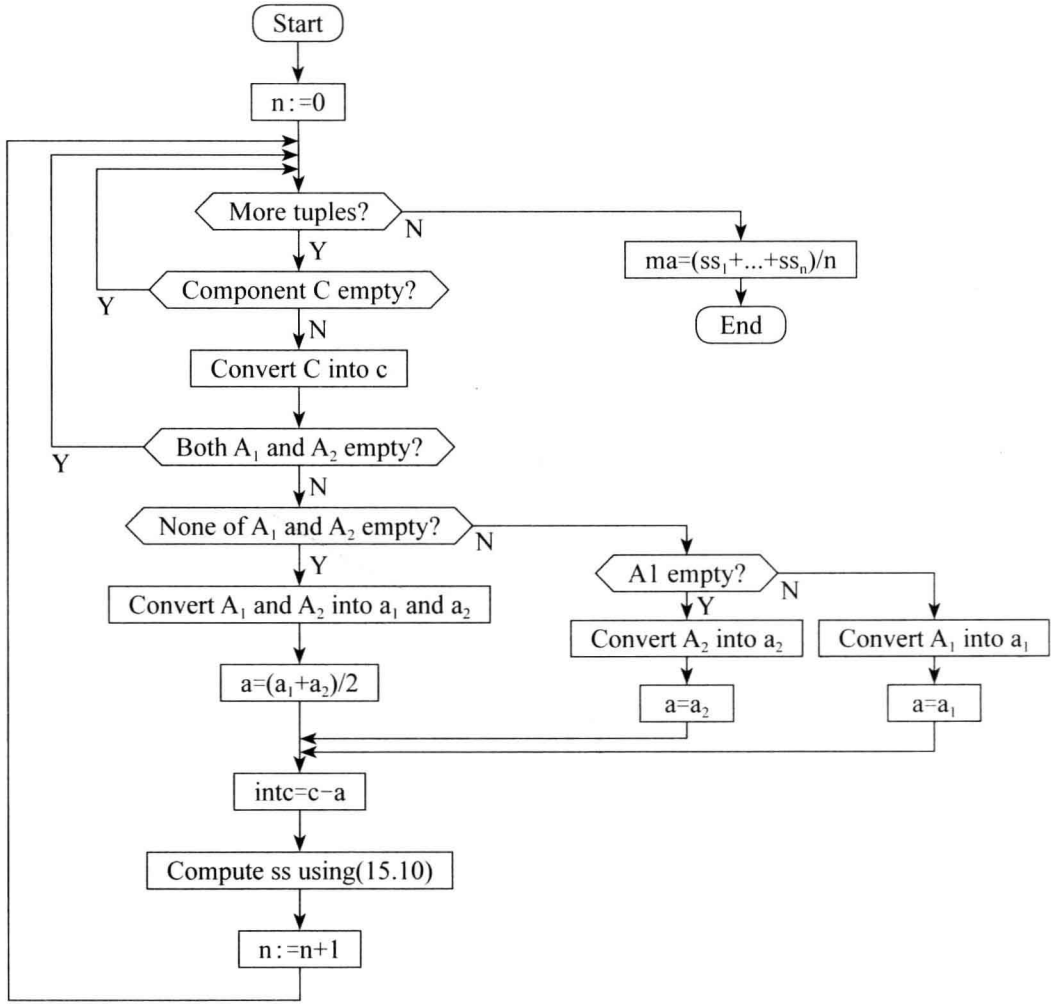 Start
n:=0
More tuples?
N
Y
ma=(ss₁+...+ssₙ)/n
Component C empty?
Y
End
N
Convert C into c
Both A₁ and A₂ empty?
Y
N
None of A₁ and A₂ empty?
N
Y
A1 empty?
N
Y
Convert A₁ and A₂ into a₁ and a₂
Convert A₂ into a₂
Convert A₁ into a₁
a=(a₁+a₂)/2
a=a₂
a=a₁
intc=c−a
Compute ss using(15.10)
n:=n+1